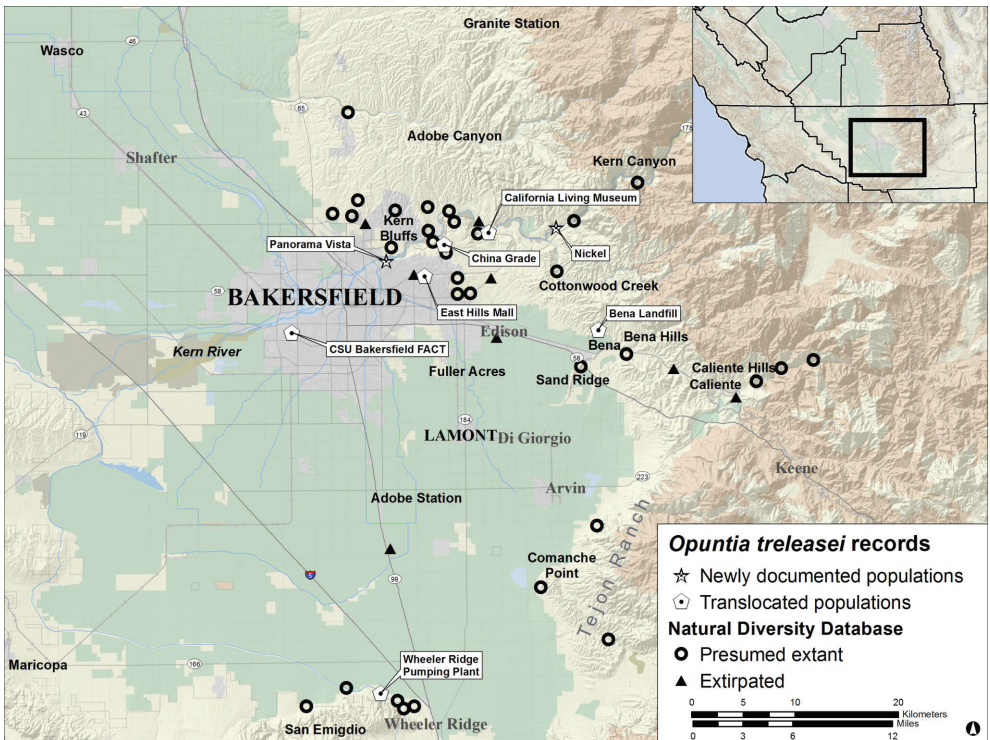 Granite Station
Wasco
46
43
65
Adobe Canyon
178
Shafter
Kern Canyon
California Living Museum
Kern
Bluffs
Panorama Vista
China Grade
Nickel
58
BAKERSFIELD
Cottonwood Creek
East Hills Mall
Bena Landfill
Edison
Bena
Bena Hills
Kern River
CSU Bakersfield FACT
58
Fuller Acres
Sand Ridge
Caliente Hills
Caliente
184
119
LAMONT
Di Giorgio
Keene
223
Arvin
Adobe Station
Tejon Ranch
Comanche
Point
5
99
Maricopa
166
Wheeler Ridge
Pumping Plant
San Emigdio
Wheeler Ridge
Opuntia treleasei records
Newly documented populations
Translocated populations
Natural Diversity Database
Presumed extant
Extirpated
0 5 10 20
Kilometers
Miles
0 3 6 12